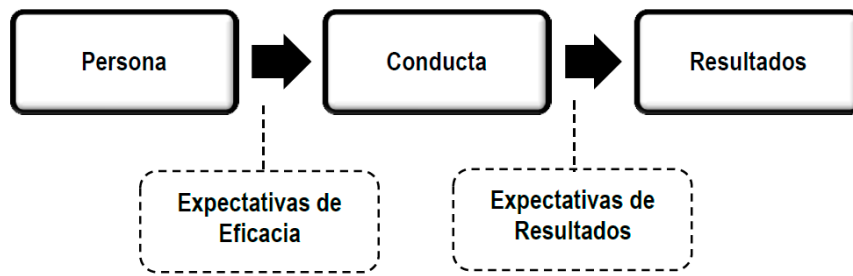 Persona
Conducta
Resultados
Expectativas de
Eficacia
Expectativas de
Resultados